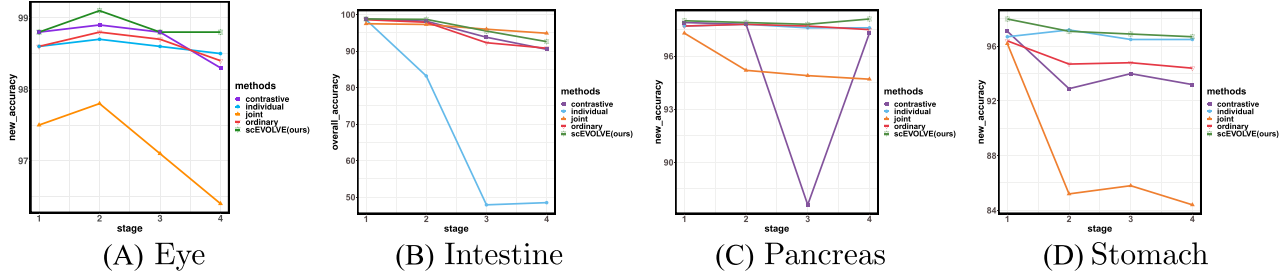 new_accuracy
99
98
97
1 2 3 4
stage
methods
contrastive
individual
joint
ordinary
scEVOLVE(ours)
(A) Eye
overall_accuracy
100
90
80
70
60
50
1 2 3 4
stage
methods
contrastive
individual
joint
ordinary
scEVOLVE(ours)
(B) Intestine
new_accuracy
96
93
90
1 2 3 4
stage
methods
contrastive
individual
joint
ordinary
scEVOLVE(ours)
(C) Pancreas
new_accuracy
96
92
88
84
1 2 3 4
stage
methods
contrastive
individual
joint
ordinary
scEVOLVE(ours)
(D) Stomach